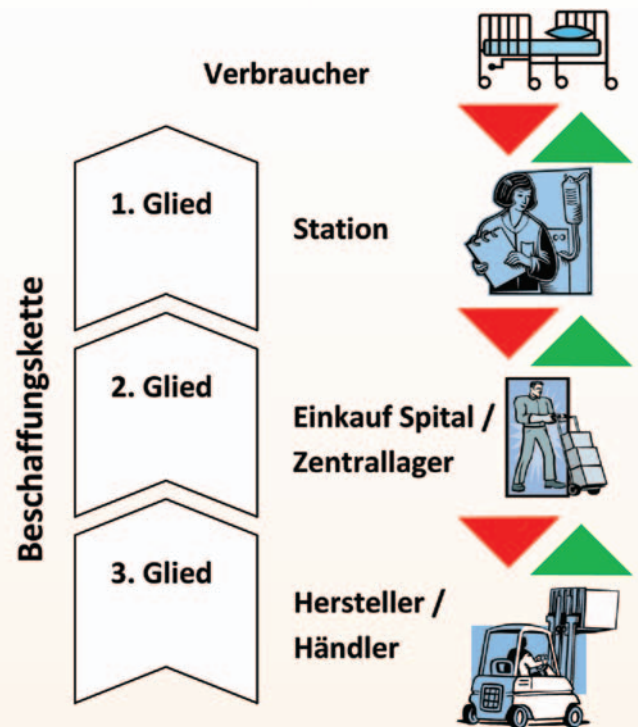 Verbraucher
1. Glied
Station
2. Glied
Einkauf Spital /
Zentrallager
3. Glied
Hersteller /
Händler
Beschaffungskette